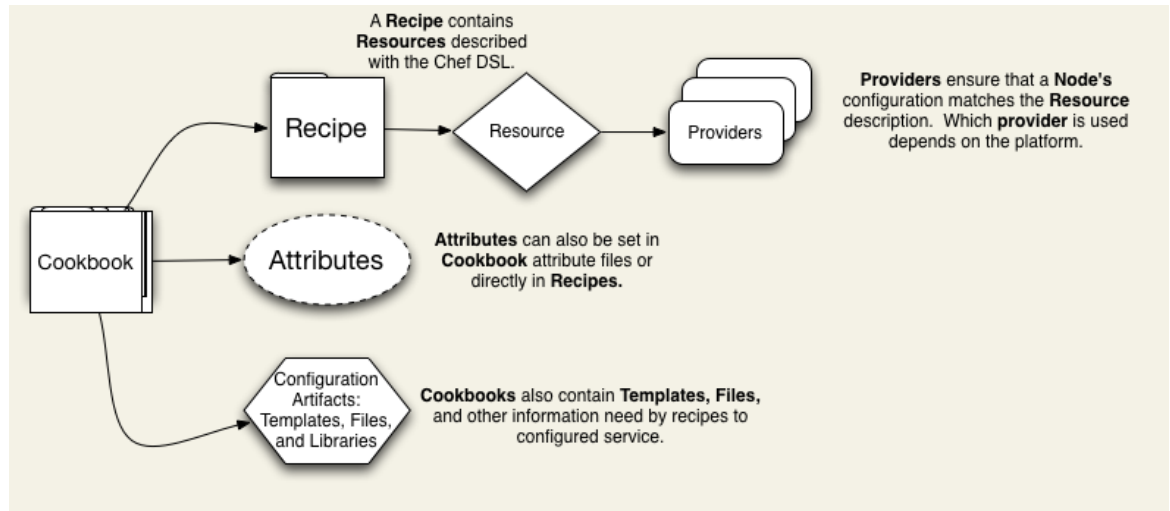 A Recipe contains
Resources described
with the Chef DSL.
Recipe
Resource
Providers
Providers ensure that a Node's
configuration matches the Resource
description.  Which provider is used
depends on the platform.
Cookbook
Attributes
Attributes can also be set in
Cookbook attribute files or
directly in Recipes.
Configuration
Artifacts:
Templates, Files,
and Libraries
Cookbooks also contain Templates, Files,
and other information need by recipes to
configured service.